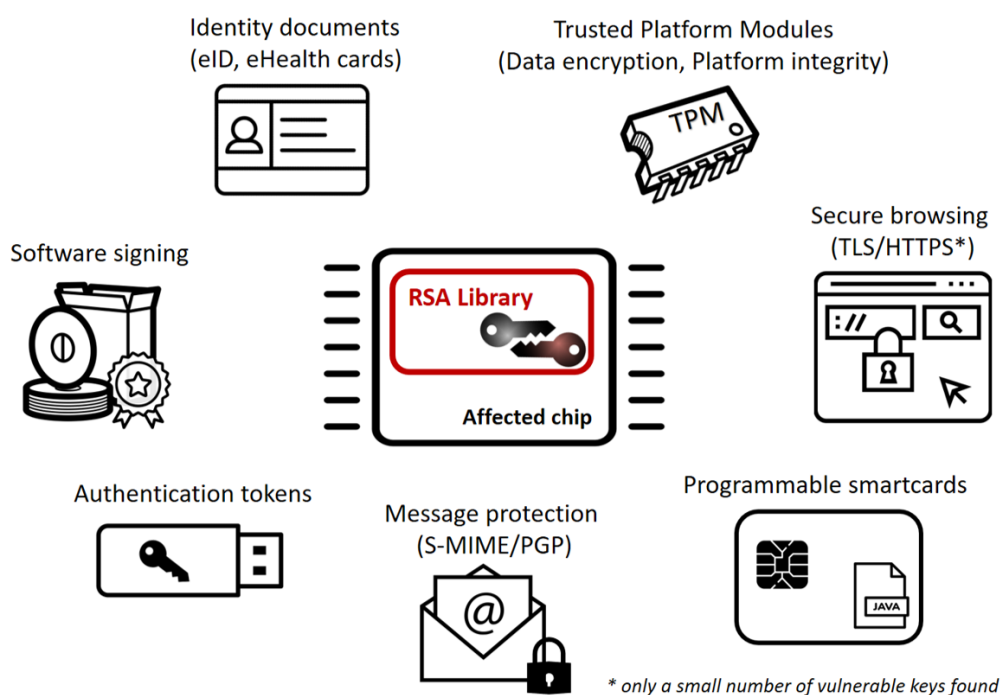 Identity documents
(eID, eHealth cards)
Trusted Platform Modules
(Data encryption, Platform integrity)
TPM
Secure browsing
(TLS/HTTPS*)
://
Software signing
RSA Library
Affected chip
Authentication tokens
Message protection
(S-MIME/PGP)
@
Programmable smartcards
JAVA
* only a small number of vulnerable keys found